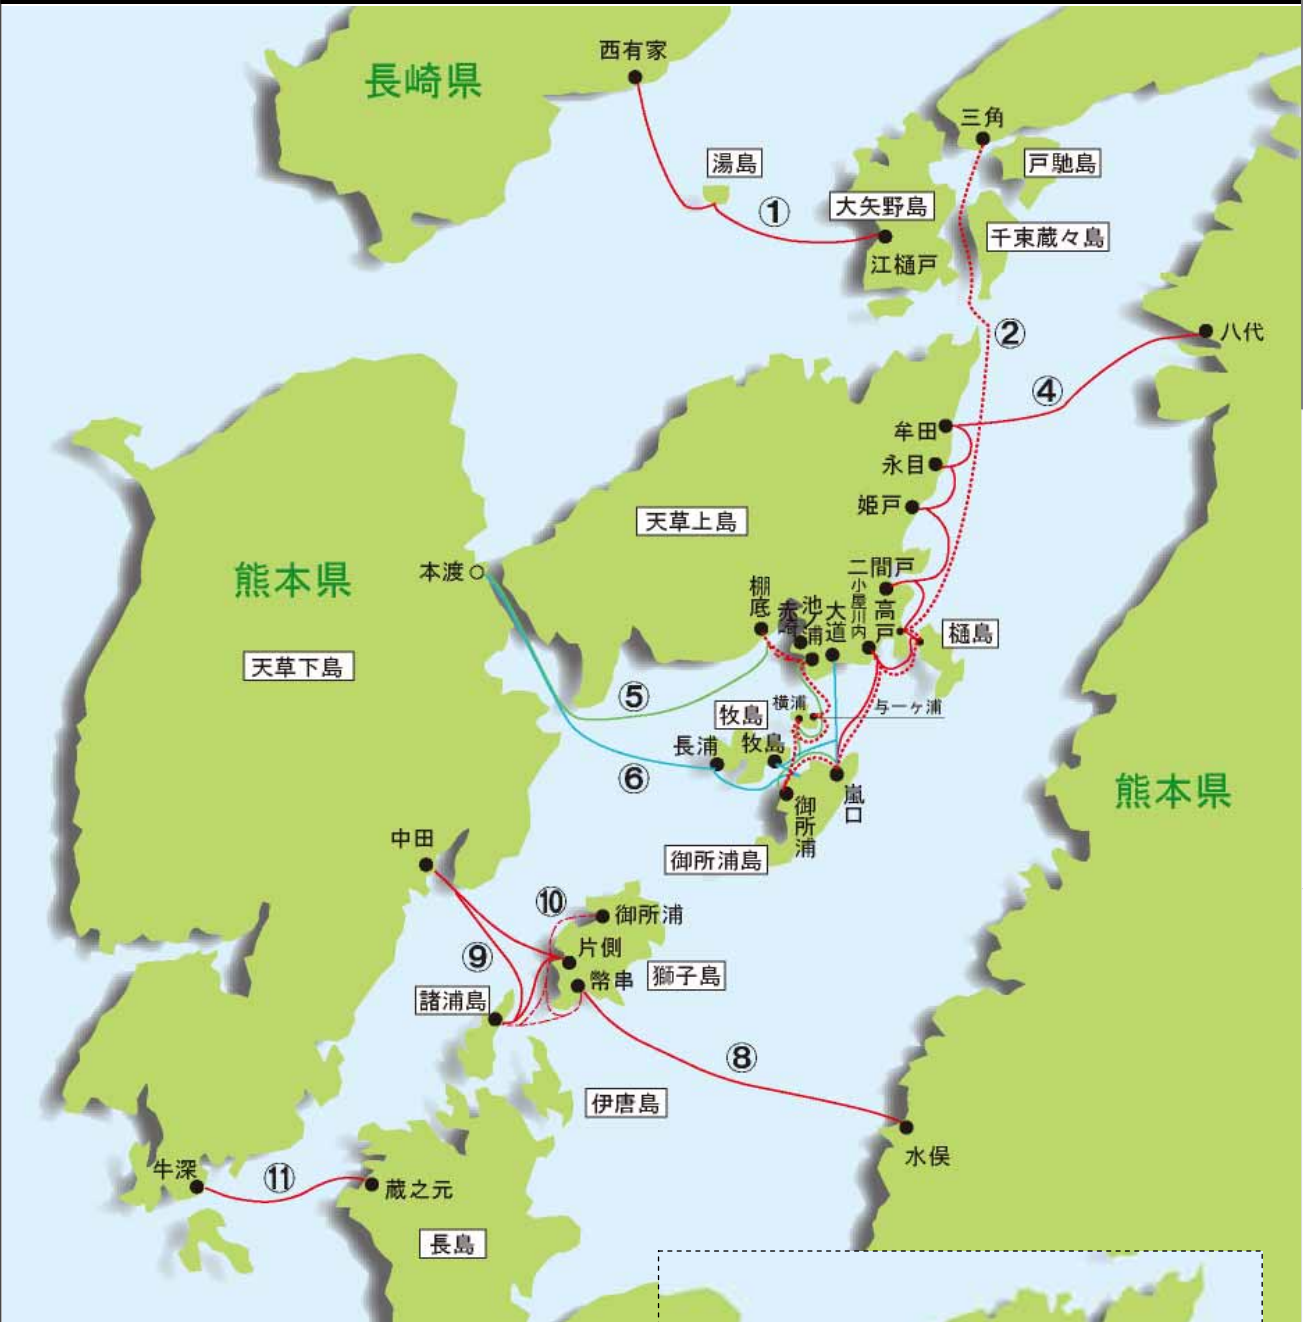 西有家
長崎県
三角
湯島
戸馳島
①
大矢野島
千束蔵々島
江樋戸
②
八代
④
牟田
永目
姫戸
天草上島
本渡
熊本県
二間戸
棚底
赤崎
池ノ浦
大道
小屋川内
高戸
樋島
天草下島
⑤
横浦
与一ヶ浦
牧島
長浦
牧島
⑥
熊本県
嵐口
御所浦
中田
御所浦島
⑩
御所浦
片側
⑨
幣串
獅子島
諸浦島
⑧
伊唐島
水俣
牛深
⑪
蔵之元
長島